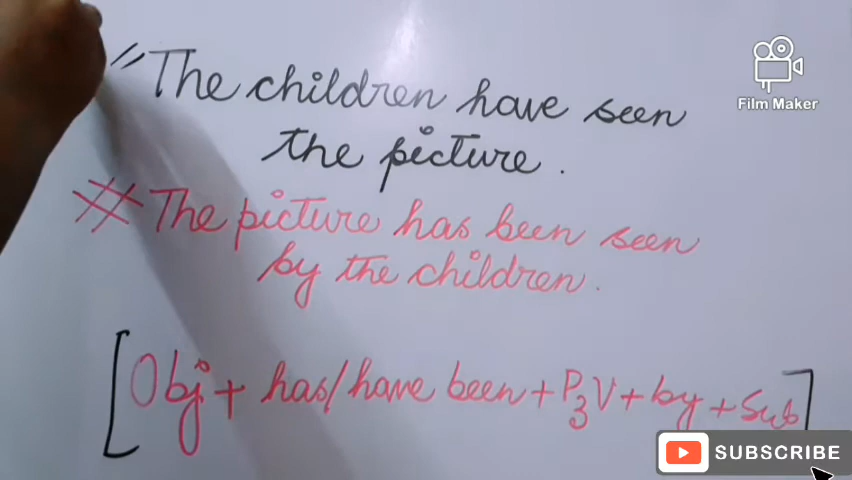 // The children have seen
the picture.
# The picture has been seen
by the children.
[Obj + has/have been + P3V + by + Sub]
Film Maker
SUBSCRIBE